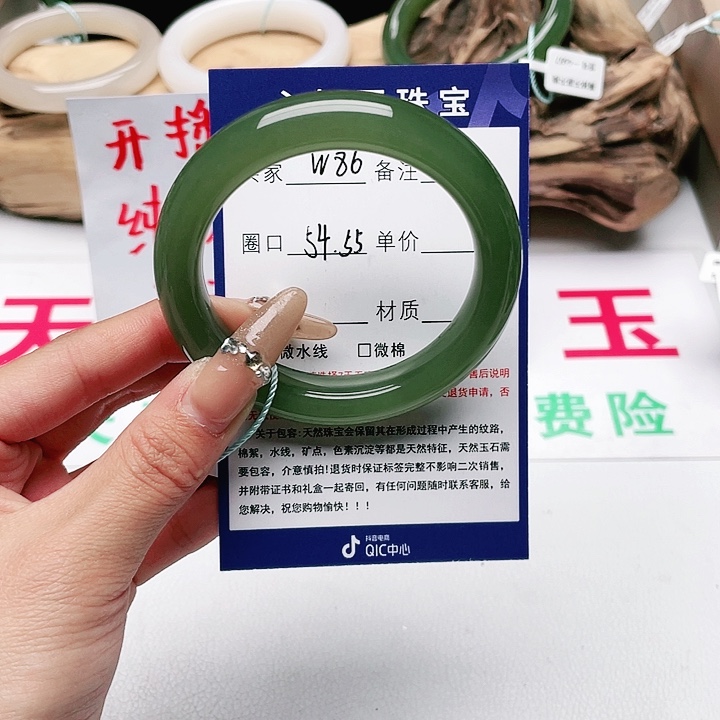 珠宝
家 W86 备注
圈口 54.55 单价
材质
微水线 □微棉
售后说明
退货申请，否
关于包容:天然珠宝会保留其在形成过程中产生的纹路，
棉絮，水线，矿点，色素沉淀等都是天然特征，天然玉石需
要包容，介意慎拍!退货时保证标签完整不影响二次销售，
并附带证书和礼盒一起寄回，有任何问题随时联系客服，给
您解决，祝您购物愉快！！！
抖音电商
QIC中心
开
纯
天
玉
费险